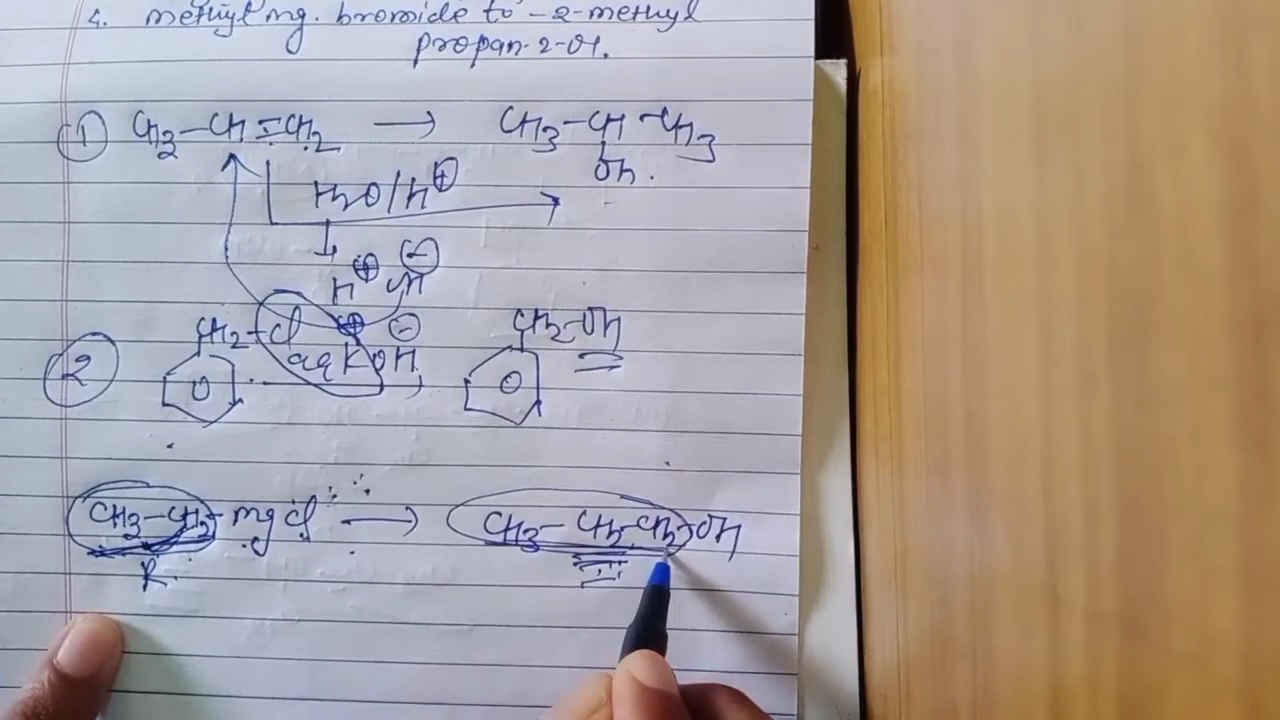 4. methyl mg. bromide to -2-methyl
propan-2-ol.
① CH3-CH=CH2 → CH3-CH-CH3
OH.
H2O/H⊕
H⊕ OH⊖
CH2-Cl CH2-OH
⊕ ⊖
② aq KOH
CH3-CH2-mgCl → CH3-CH2-CH2-OH
R.